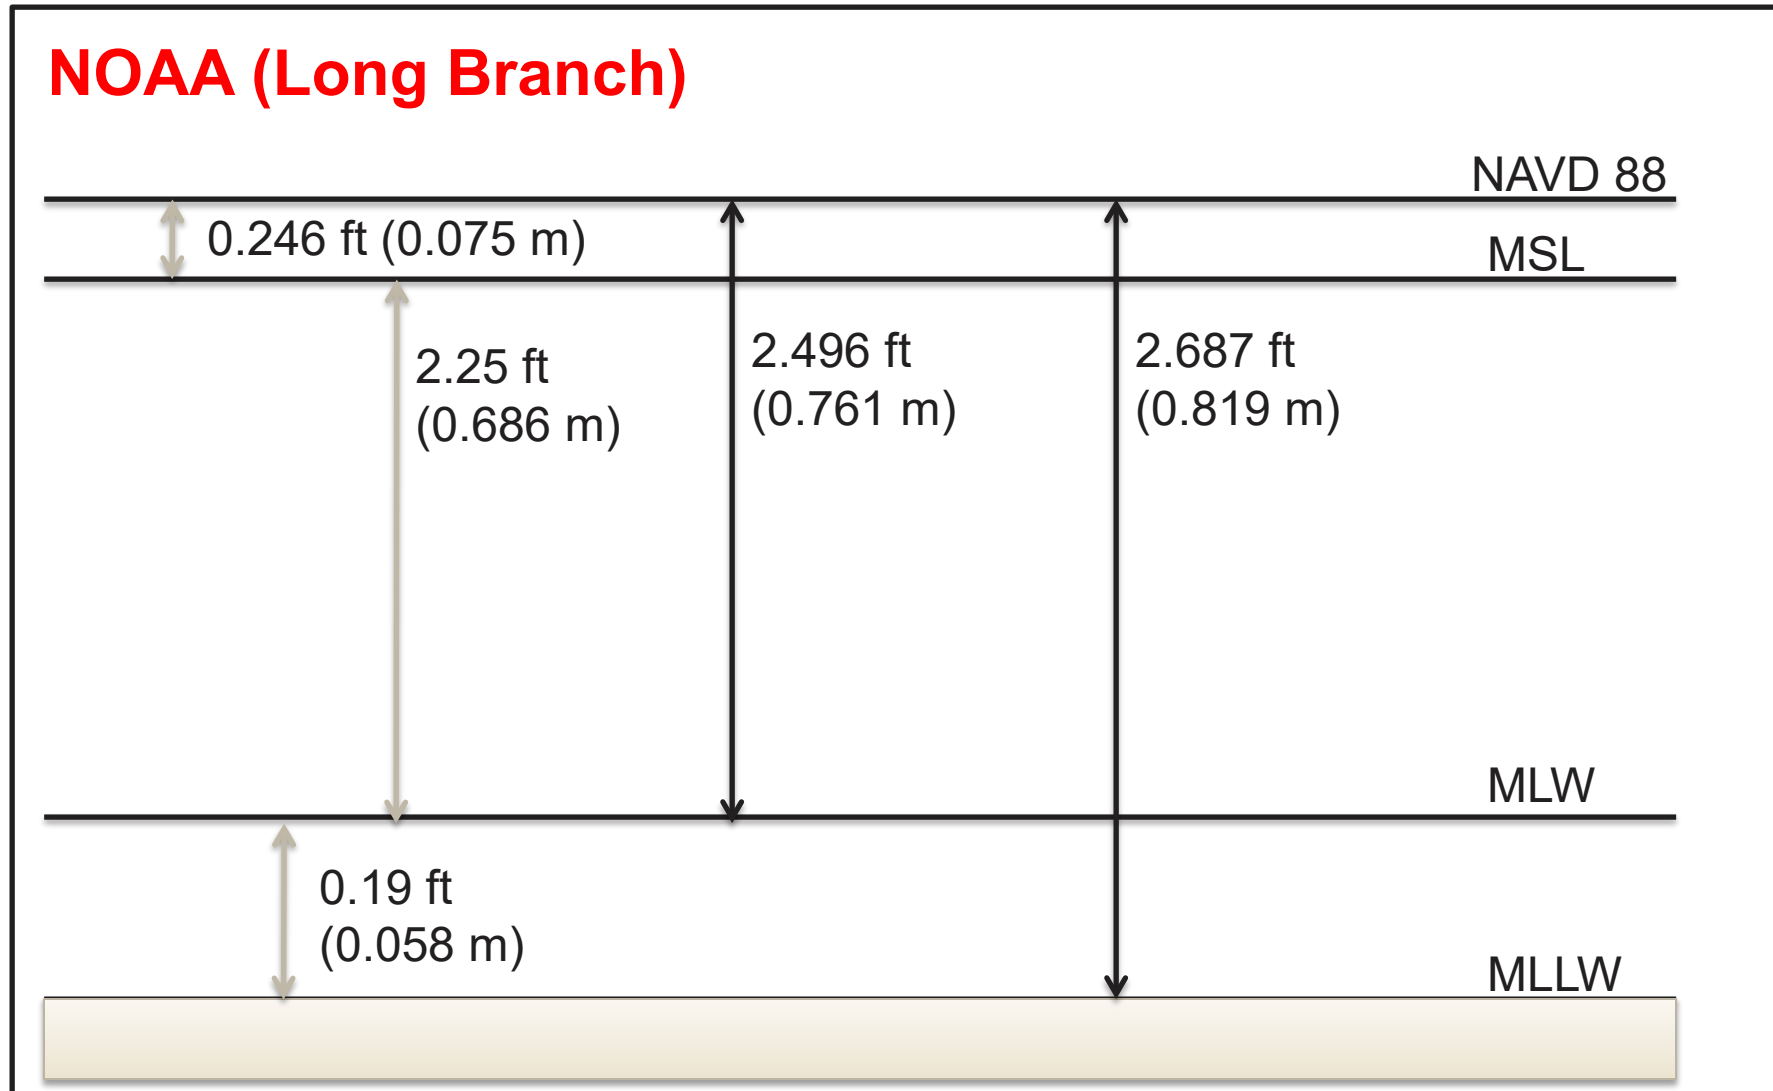 NOAA (Long Branch)
NAVD 88
0.246 ft (0.075 m)
MSL
2.25 ft
(0.686 m)
2.496 ft
(0.761 m)
2.687 ft
(0.819 m)
MLW
0.19 ft
(0.058 m)
MLLW